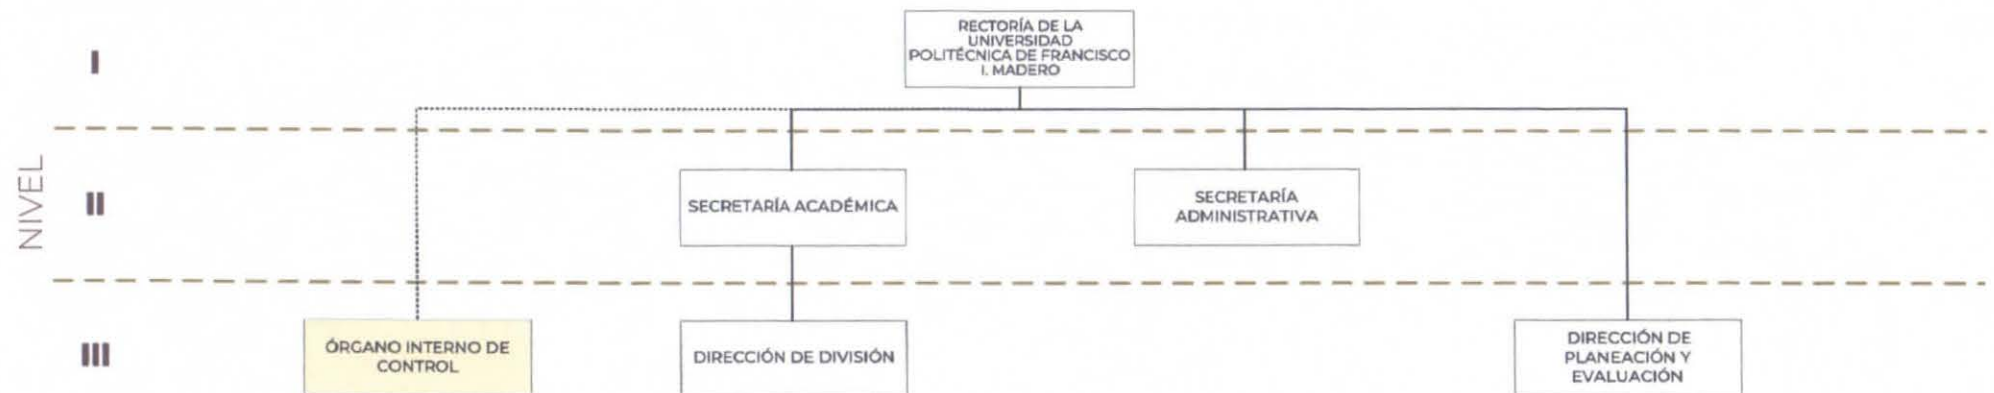 RECTORÍA DE LA
UNIVERSIDAD
POLITÉCNICA DE FRANCISCO
I. MADERO
I
NIVEL
II
SECRETARÍA ACADÉMICA
SECRETARÍA
ADMINISTRATIVA
III
ÓRGANO INTERNO DE
CONTROL
DIRECCIÓN DE DIVISIÓN
DIRECCIÓN DE
PLANEACIÓN Y
EVALUACIÓN